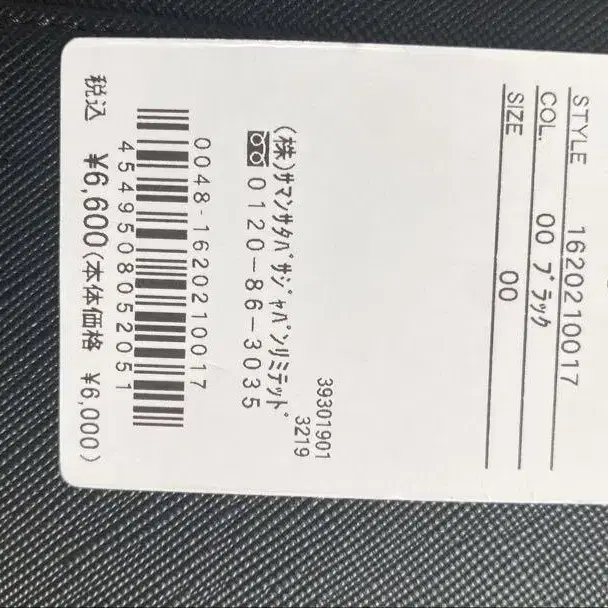 STYLE 1620210017
COL. 00 ブラック
SIZE 00
39301901
3219
(株)サマンサタバサジャパンリミテッド
0120-86-3035
0048-1620210017
4549508052051
税込 ¥6,600(本体価格 ¥6,000)